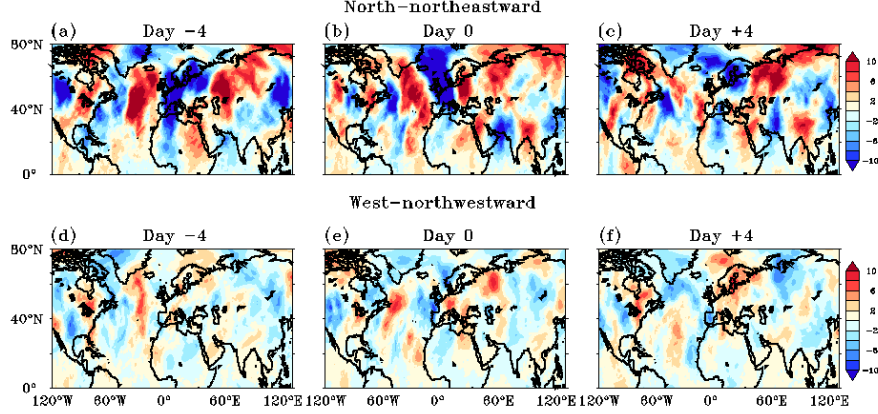 North-northeastward
(a) Day -4
(b) Day 0
(c) Day +4
80°N
40°N
0°
10
6
2
-2
-6
-10
West-northwestward
(d) Day -4
(e) Day 0
(f) Day +4
80°N
40°N
0°
120°W 60°W 0° 60°E 120°E
120°W 60°W 0° 60°E 120°E
120°W 60°W 0° 60°E 120°E
10
6
2
-2
-6
-10